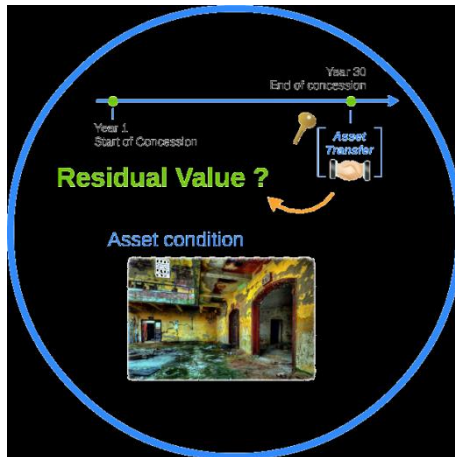 Year 30
End of concession
Year 1
Start of Concession
Asset
Transfer
Residual Value ?
Asset condition